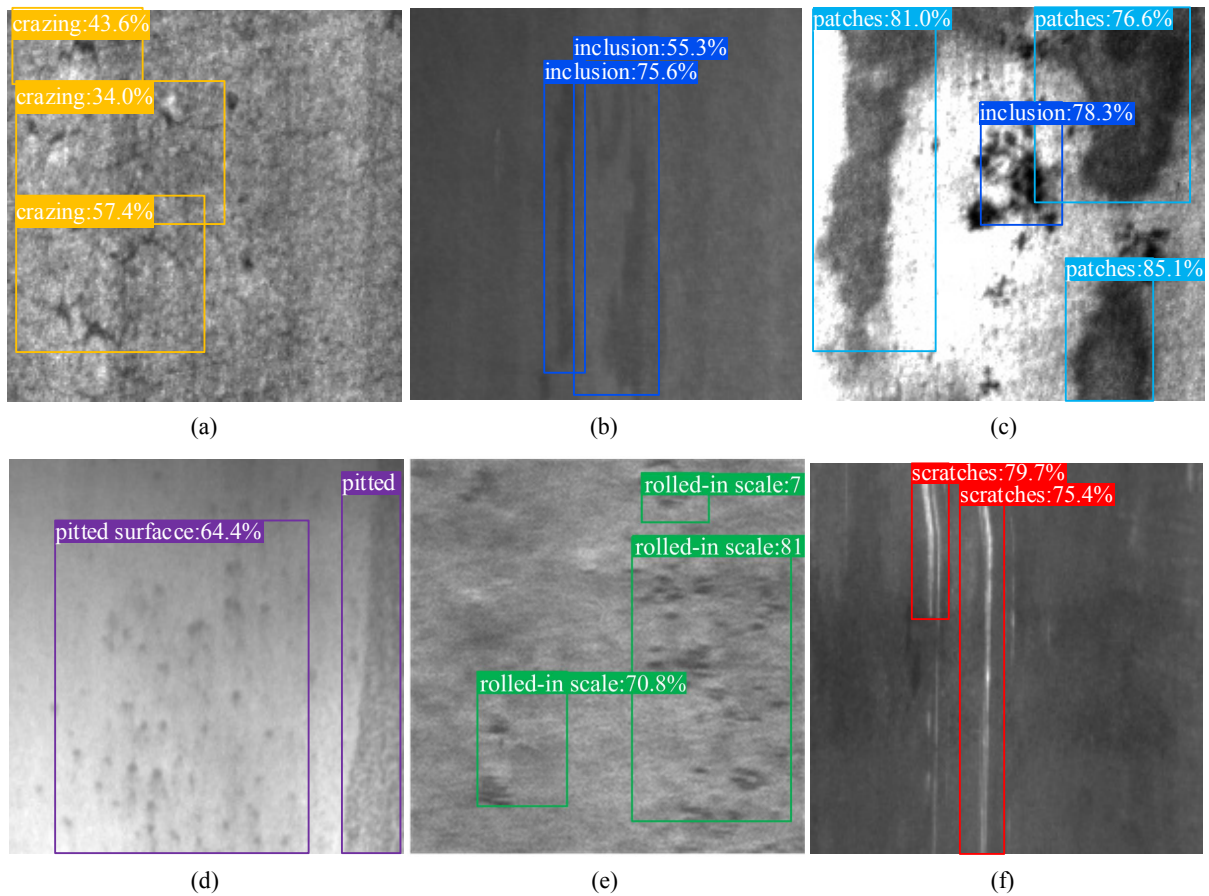 crazing:43.6%
crazing:34.0%
crazing:57.4%
(a)
inclusion:55.3%
inclusion:75.6%
(b)
patches:81.0%
patches:76.6%
inclusion:78.3%
patches:85.1%
(c)
pitted
pitted surfacce:64.4%
(d)
rolled-in scale:7
rolled-in scale:81
rolled-in scale:70.8%
(e)
scratches:79.7%
scratches:75.4%
(f)